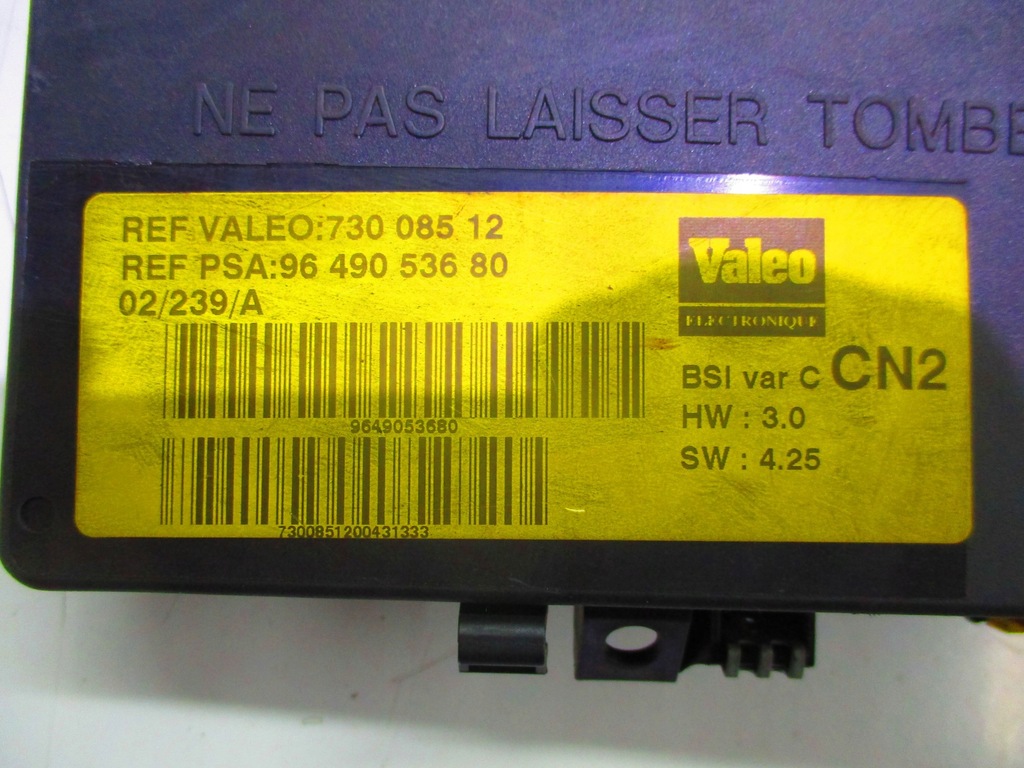 NE PAS LAISSER TOMBE
REF VALEO:730 085 12
REF PSA:96 490 536 80
02/239/A
9649053680
7300851200431333
Valeo
ELECTRONIQUE
BSI var C CN2
HW : 3.0
SW : 4.25